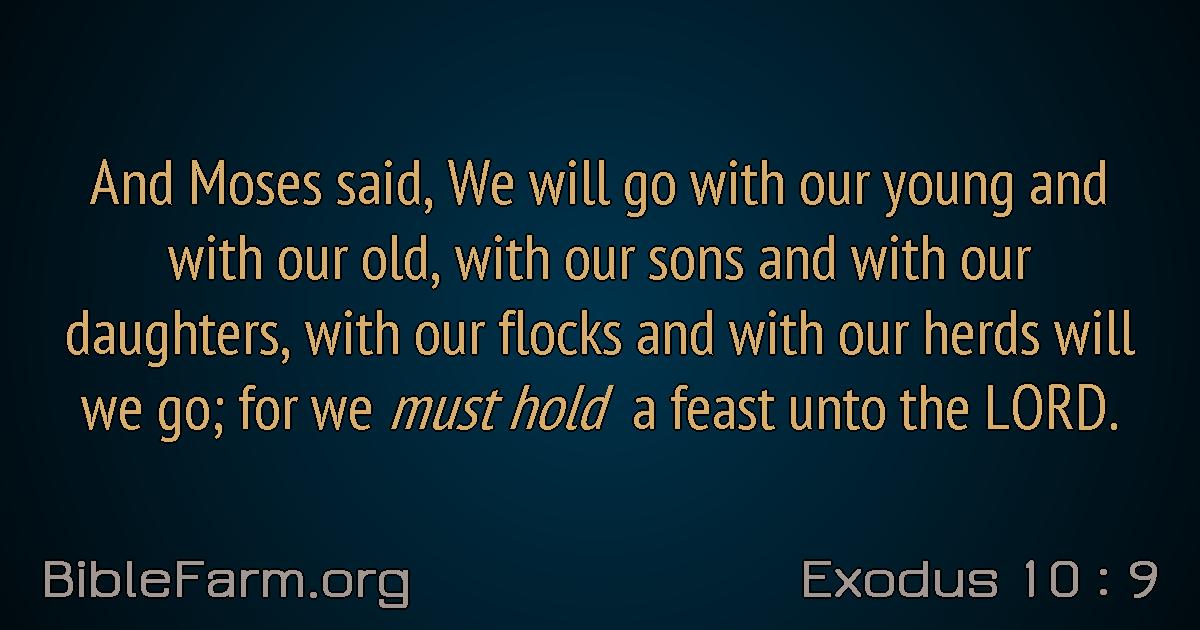 And Moses said, We will go with our young and
with our old, with our sons and with our
daughters, with our flocks and with our herds will
we go; for we must hold a feast unto the LORD.
BibleFarm.org
Exodus 10 : 9